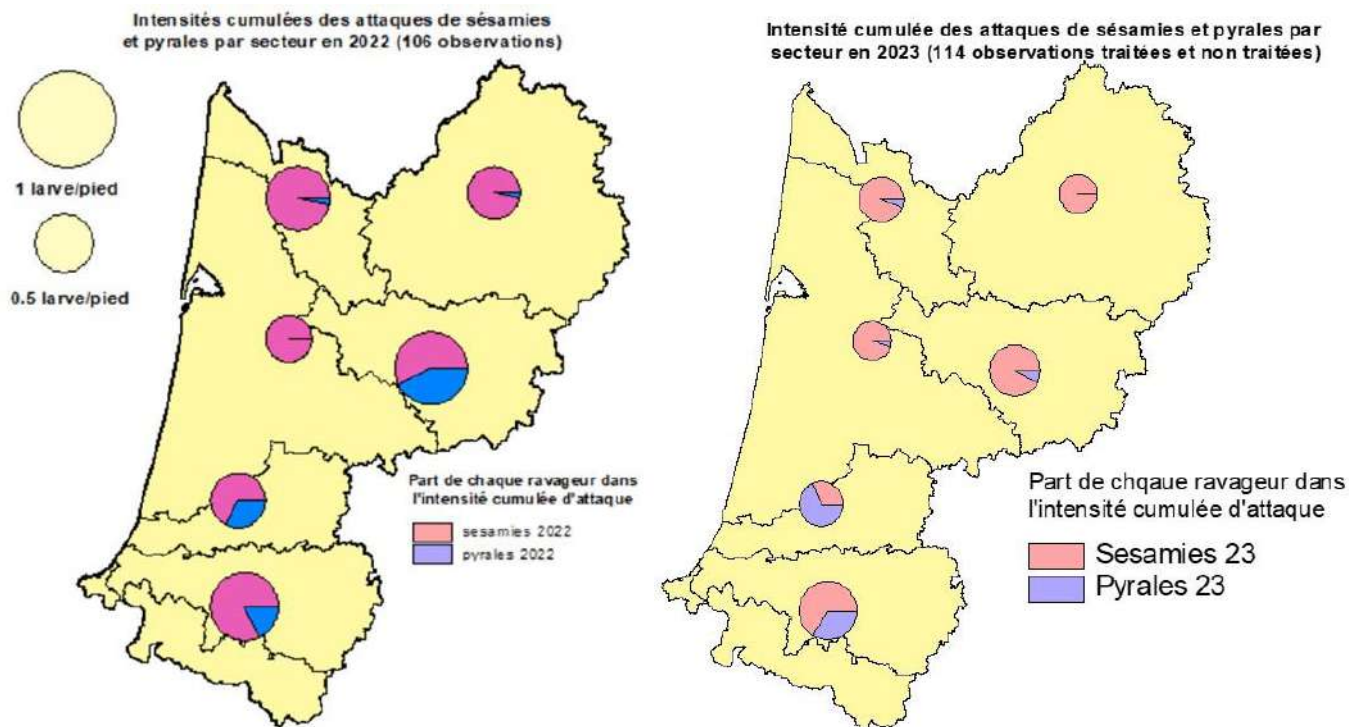 Intensités cumulées des attaques de sésamies
et pyrales par secteur en 2022 (106 observations)
1 larve/pied
0.5 larve/pied
Part de chaque ravageur dans
l'intensité cumulée d'attaque
sesamies 2022
pyrales 2022
Intensité cumulée des attaques de sésamies et pyrales par
secteur en 2023 (114 observations traitées et non traitées)
Part de chqaue ravageur dans
l'intensité cumulée d'attaque
Sesamies 23
Pyrales 23